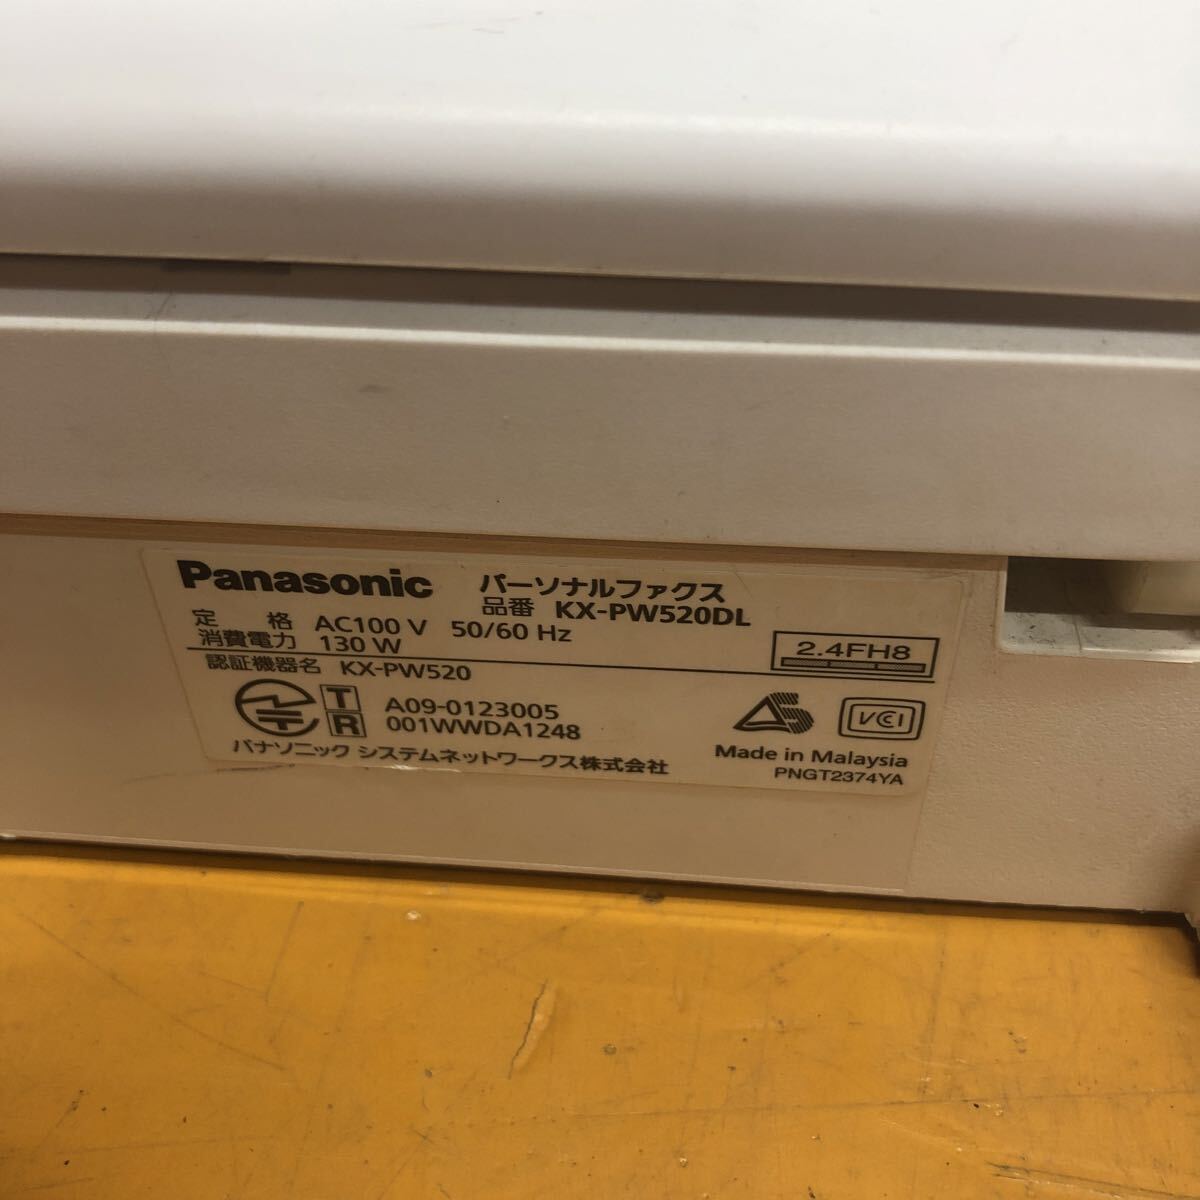 Panasonic パーソナルファクス
品番 KX-PW520DL
定格 AC100 V 50/60 Hz
消費電力 130 W
2.4FH8
認証機器名 KX-PW520
T
R
A09-0123005
001WWDA1248
VCCI
パナソニック システムネットワークス株式会社
Made in Malaysia
PNGT2374YA